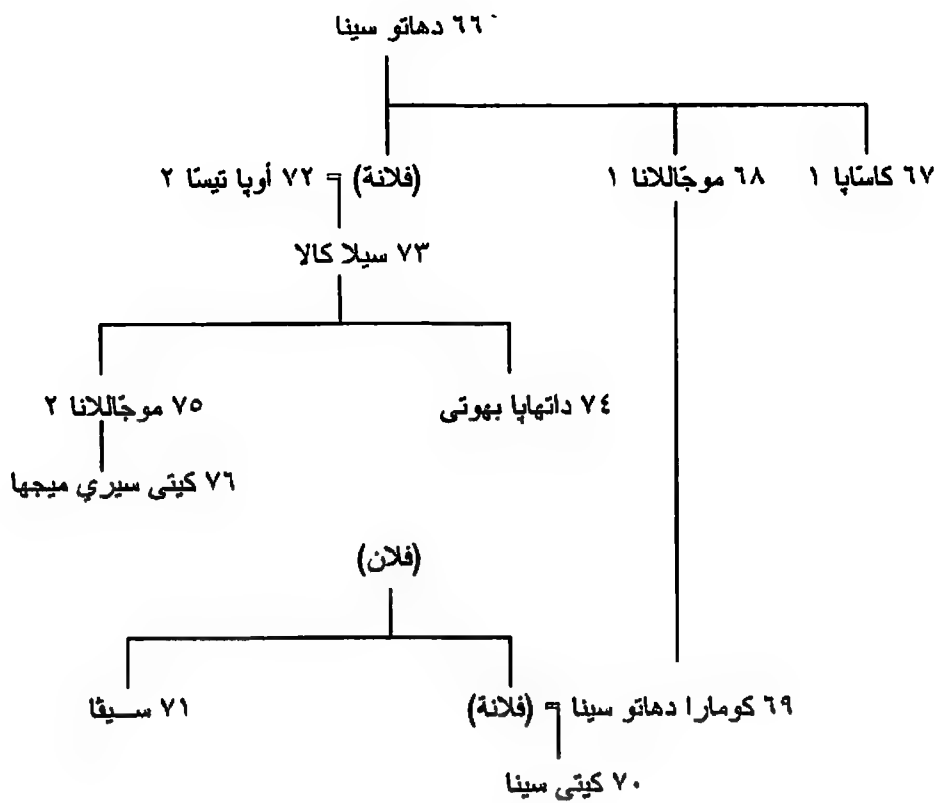 ٦٦ دهاتو سينا
٦٧ كاسّاپا ١ ٦٨ موجّاللانا ١ (فلانة) = ٧٢ أوپا تيسّا ٢
٧٣ سيلا كالا
٧٤ داتهاپا بهوتى ٧٥ موجّاللانا ٢
٧٦ كيتى سيري ميجها
(فلان)
٦٩ كومارا دهاتو سينا = (فلانة) ٧١ سيڤا
٧٠ كيتى سينا